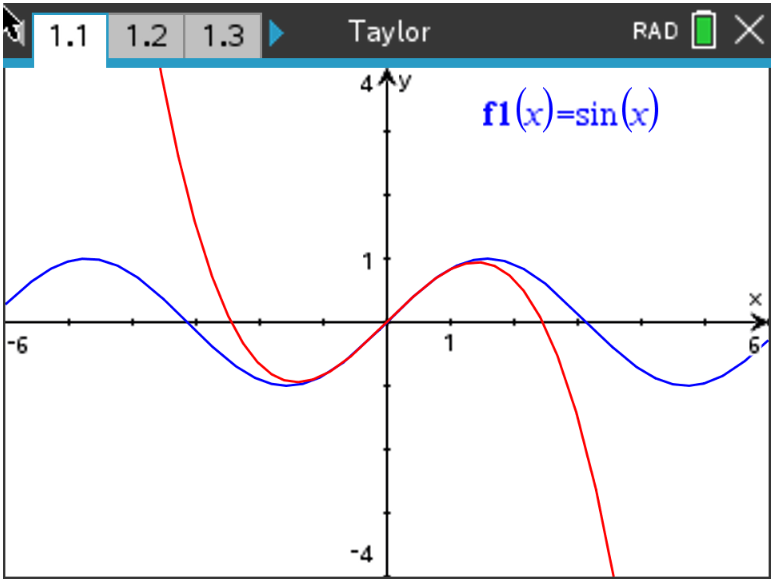 1.1 1.2 1.3 Taylor RAD
4 y
f1(x)=sin(x)
1
x
-6 1 6
-4